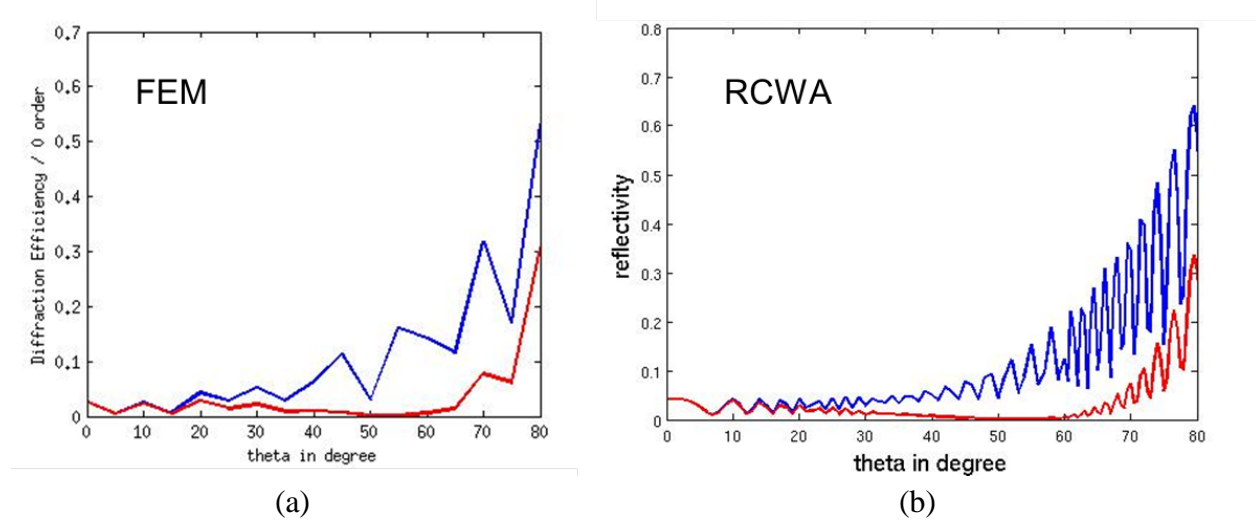 FEM
Diffraction Efficiency / 0 order
0.7
0.6
0.5
0.4
0.3
0.2
0.1
0
0 10 20 30 40 50 60 70 80
theta in degree
(a)
RCWA
reflectivity
0.8
0.7
0.6
0.5
0.4
0.3
0.2
0.1
0
0 10 20 30 40 50 60 70 80
theta in degree
(b)